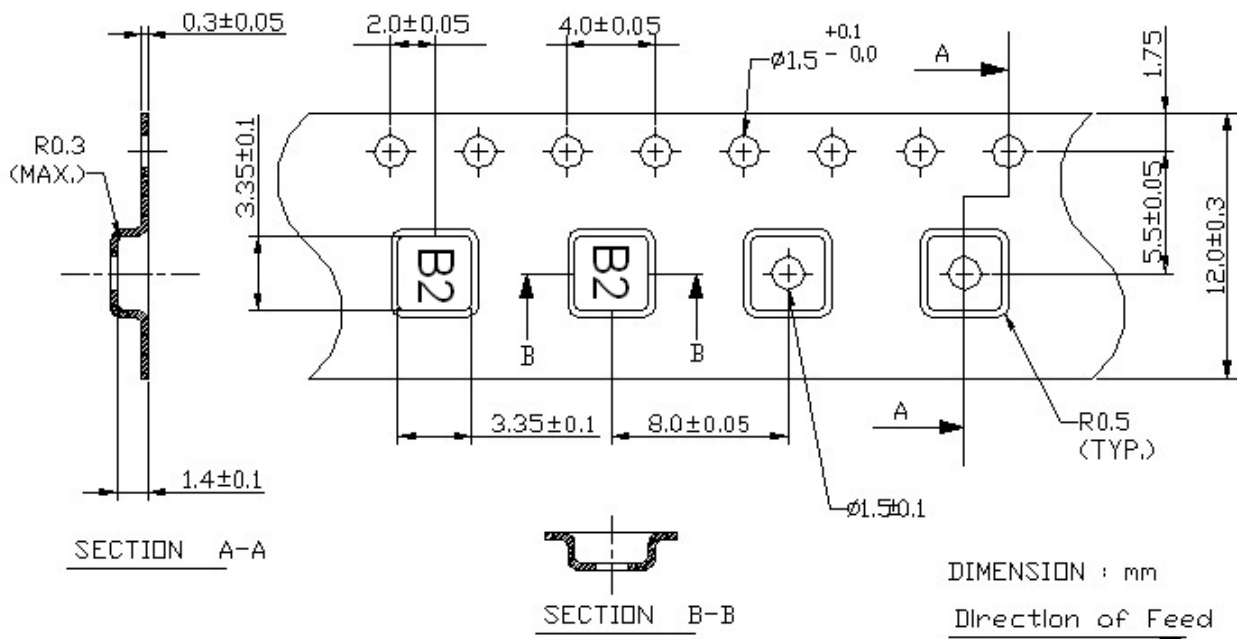 0.3±0.05
2.0±0.05
4.0±0.05
Ø1.5 +0.1 - 0.0
A
1.75
R0.3
(MAX.)
3.35±0.1
B2
B2
B
B
5.5±0.05
12.0±0.3
A
R0.5
(TYP.)
3.35±0.1
8.0±0.05
1.4±0.1
Ø1.5±0.1
SECTION A-A
SECTION B-B
DIMENSION : mm
Direction of Feed